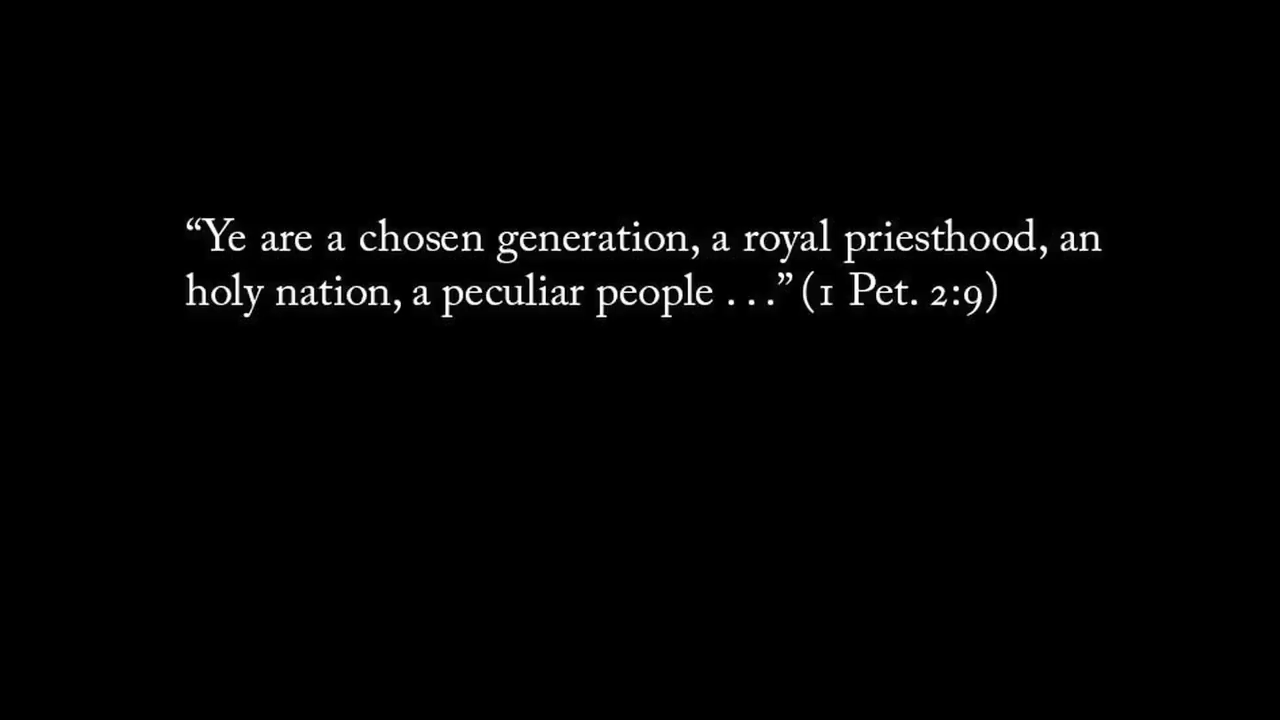 “Ye are a chosen generation, a royal priesthood, an
holy nation, a peculiar people . . .” (1 Pet. 2:9)